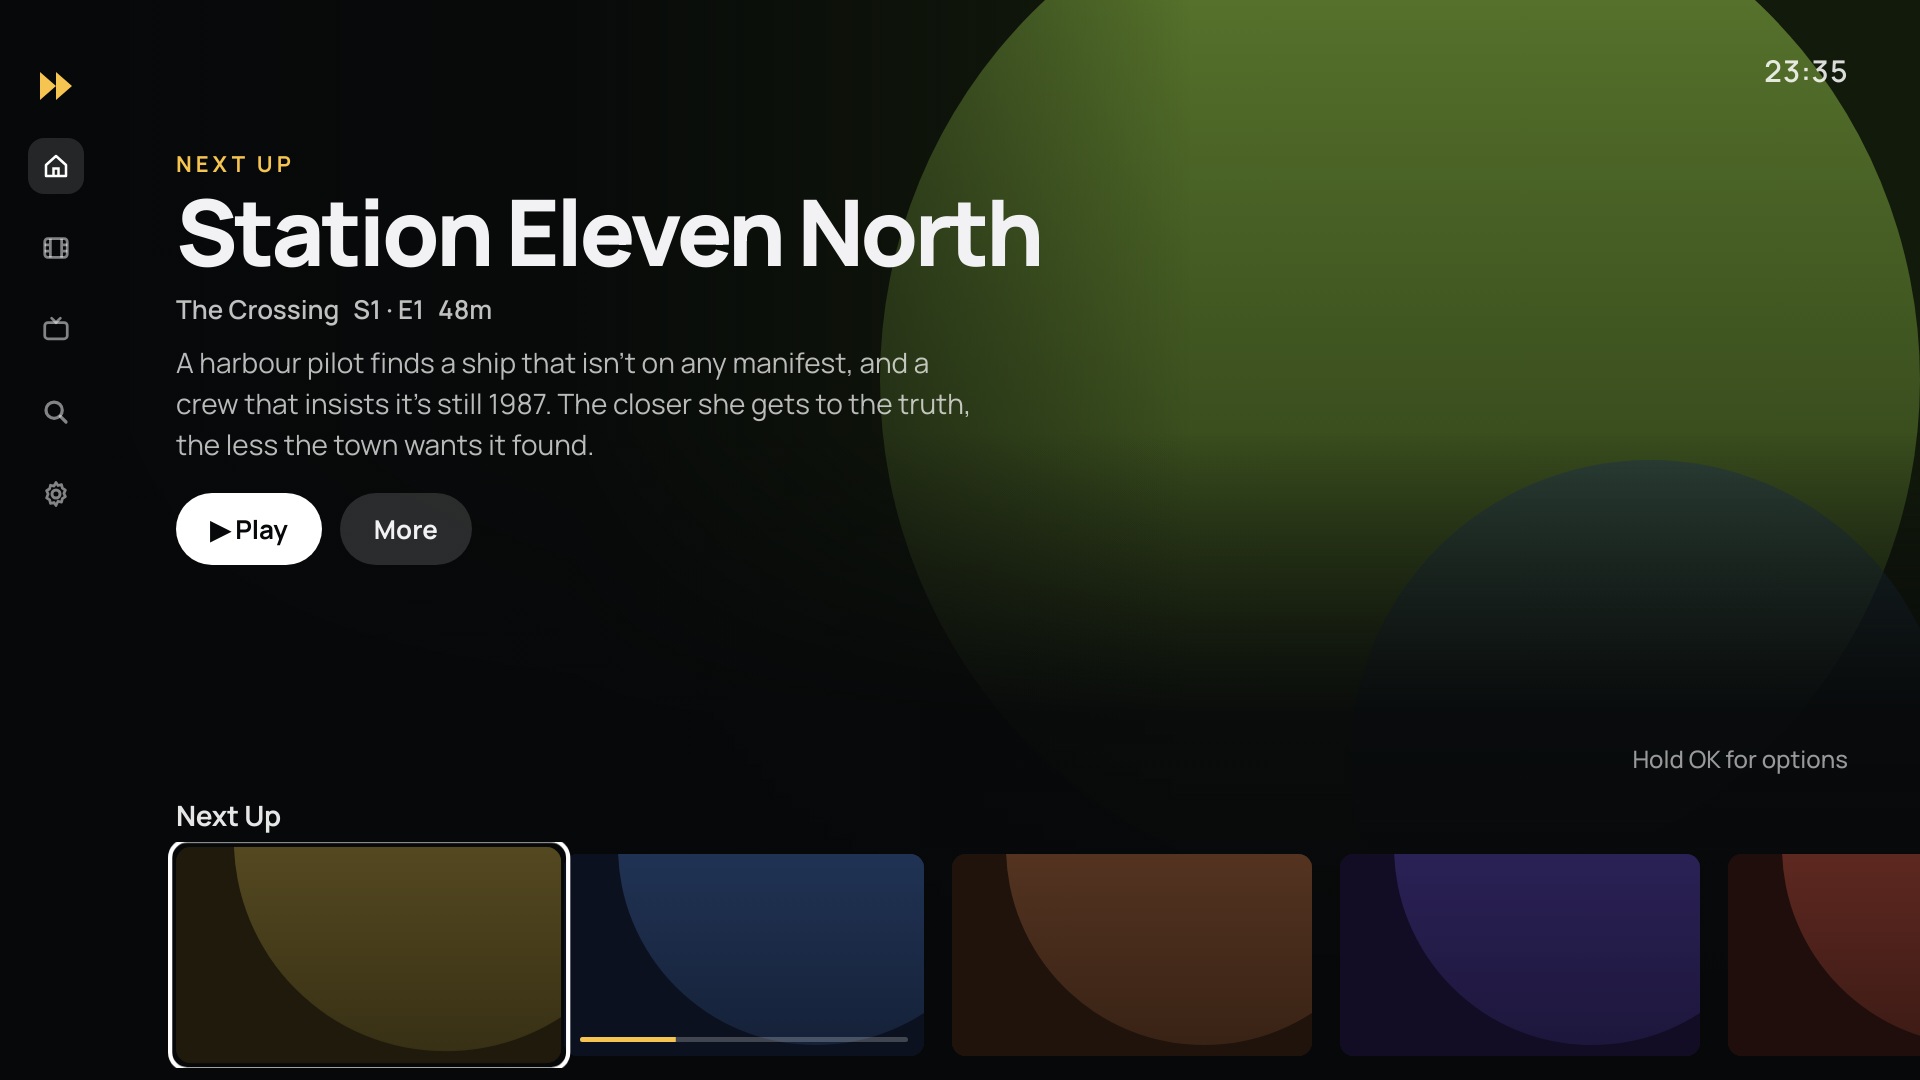 23:35
NEXT UP
Station Eleven North
The Crossing S1 · E1 48m
A harbour pilot finds a ship that isn’t on any manifest, and a
crew that insists it’s still 1987. The closer she gets to the truth,
the less the town wants it found.
▶ Play
More
Hold OK for options
Next Up